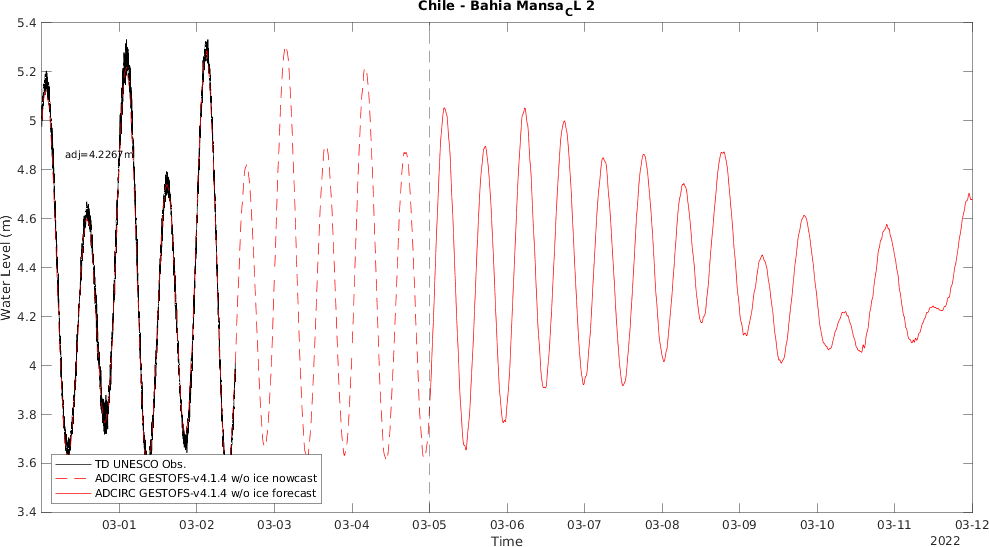 Chile - Bahia MansaCL 2
5.4
5.2
5
4.8
4.6
4.4
4.2
4
3.8
3.6
3.4
Water Level (m)
adj=4.2267m
TD UNESCO Obs.
ADCIRC GESTOFS-v4.1.4 w/o ice nowcast
ADCIRC GESTOFS-v4.1.4 w/o ice forecast
03-01 03-02 03-03 03-04 03-05 03-06 03-07 03-08 03-09 03-10 03-11 03-12
Time
2022